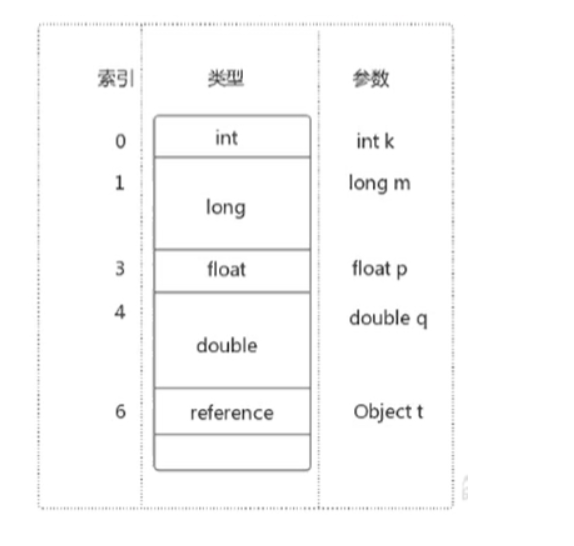 索引 类型 参数
0 int int k
1 long long m
3 float float p
4 double double q
6 reference Object t